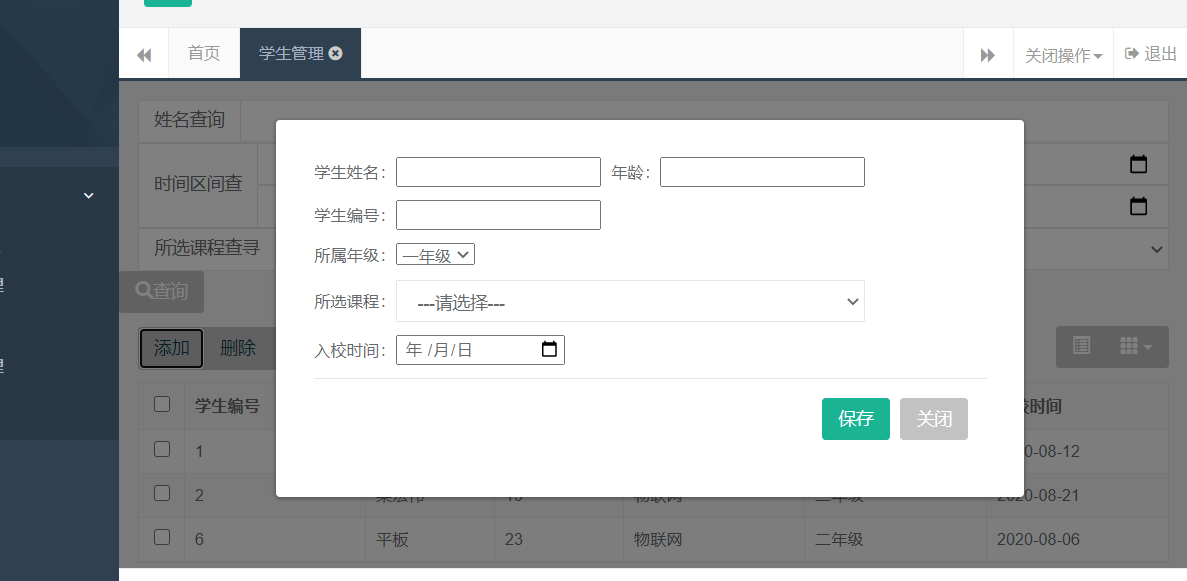 首页
学生管理
关闭操作
退出
姓名查询
时间区间查
所选课程查寻
查询
学生姓名：
年龄：
学生编号：
所属年级：
一年级
所选课程：
---请选择---
入校时间：
年 /月/日
保存
关闭
添加
删除
学生编号
时间
1
0-08-12
2
物联网
二年级
2020-08-21
6
平板
23
物联网
二年级
2020-08-06